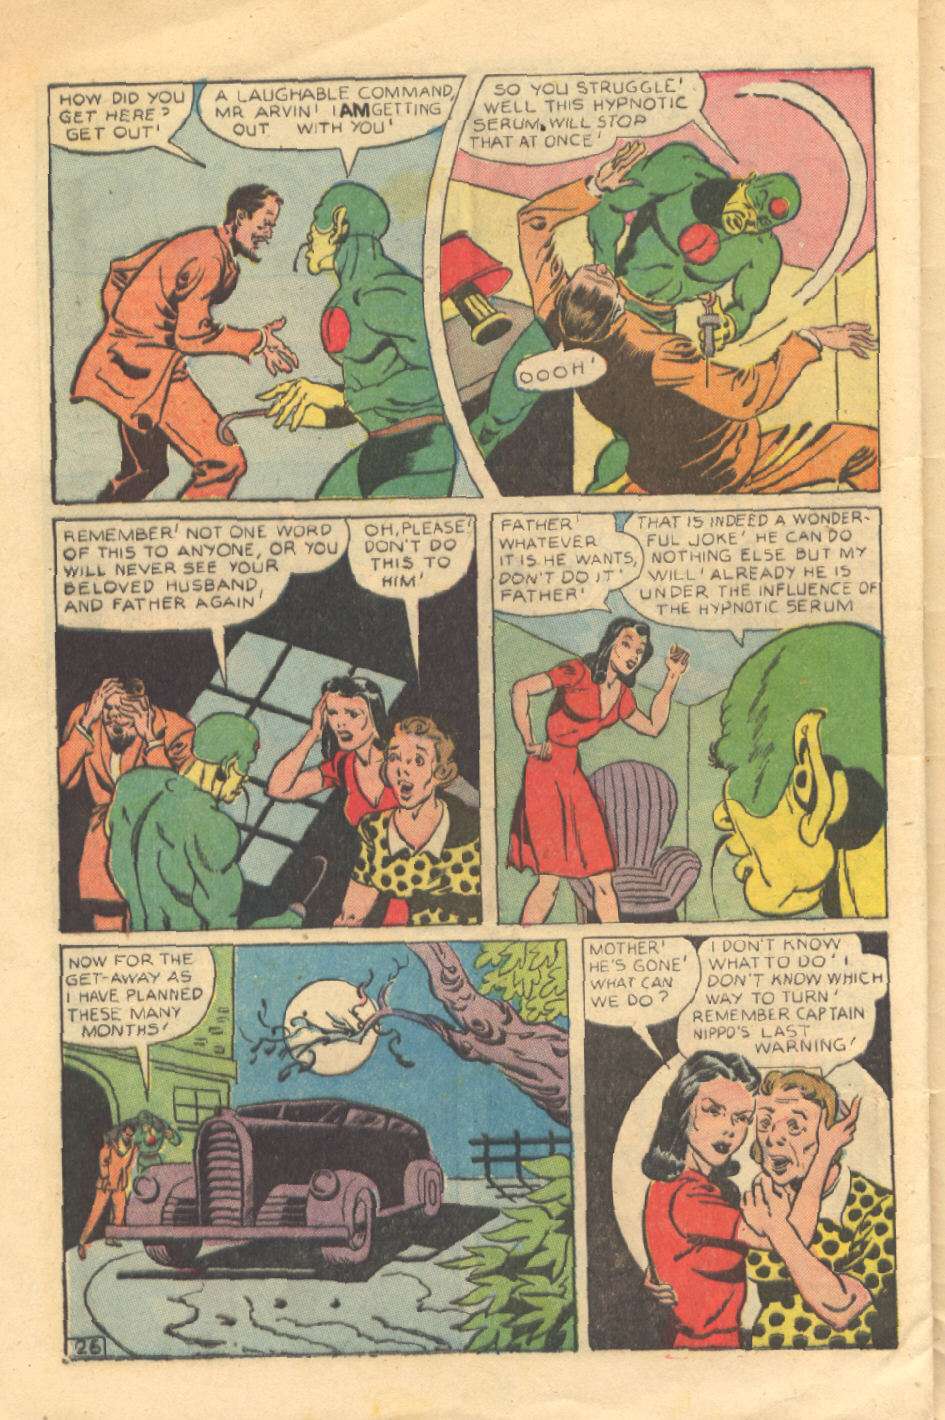 HOW DID YOU
GET HERE?
GET OUT!
A LAUGHABLE COMMAND,
MR ARVIN! I AM GETTING
OUT WITH YOU!
SO YOU STRUGGLE!
WELL THIS HYPNOTIC
SERUM, WILL STOP
THAT AT ONCE!
OOOH!
REMEMBER! NOT ONE WORD
OF THIS TO ANYONE, OR YOU
WILL NEVER SEE YOUR
BELOVED HUSBAND,
AND FATHER AGAIN!
OH, PLEASE!
DON'T DO
THIS TO
HIM!
FATHER!
WHATEVER
IT IS HE WANTS,
DON'T DO IT!
FATHER!
THAT IS INDEED A WONDER-
FUL JOKE! HE CAN DO
NOTHING ELSE BUT MY
WILL! ALREADY HE IS
UNDER THE INFLUENCE OF
THE HYPNOTIC SERUM
NOW FOR THE
GET-AWAY AS
I HAVE PLANNED
THESE MANY
MONTHS!
26
MOTHER!
HE'S GONE!
WHAT CAN
WE DO?
I DON'T KNOW
WHAT TO DO! I
DON'T KNOW WHICH
WAY TO TURN!
REMEMBER CAPTAIN
NIPPO'S LAST
WARNING!